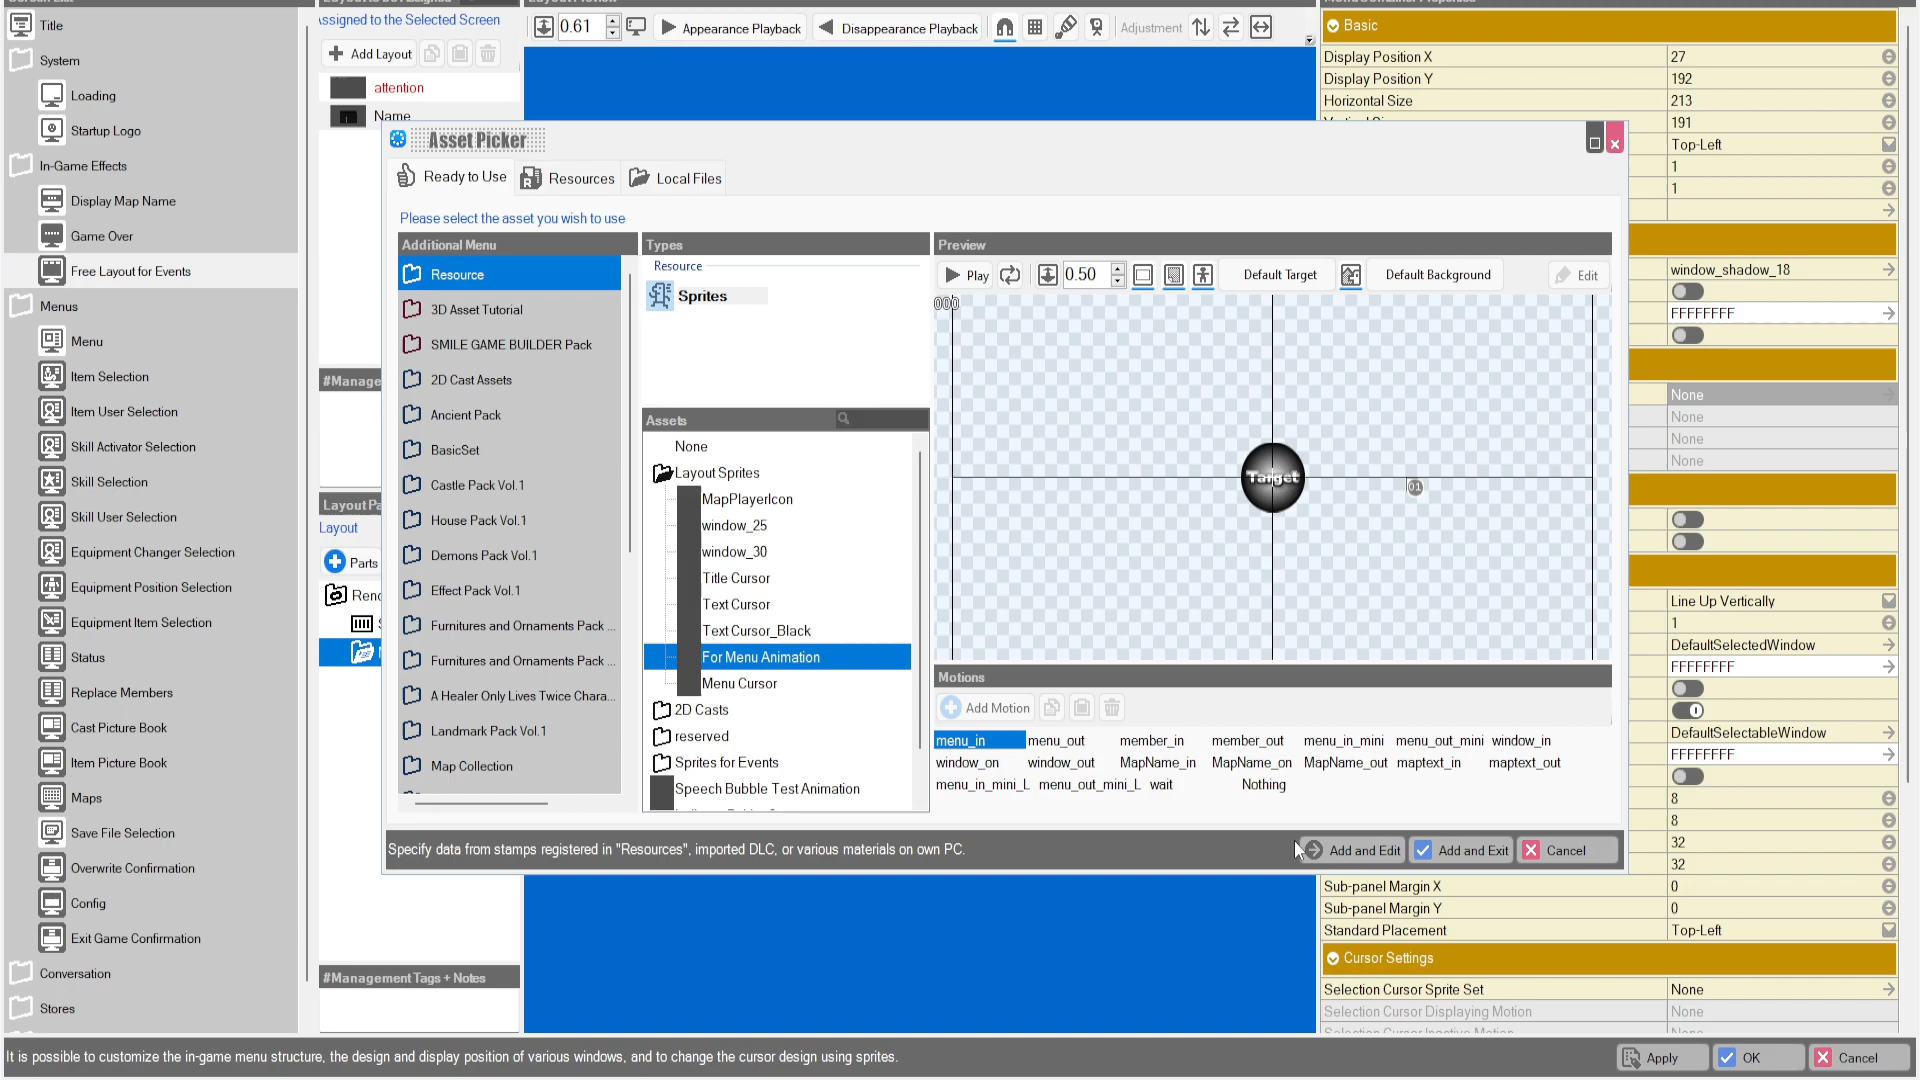 Title
System
Loading
Startup Logo
In-Game Effects
Display Map Name
Game Over
Free Layout for Events
Menus
Menu
Item Selection
Item User Selection
Skill Activator Selection
Skill Selection
Skill User Selection
Equipment Changer Selection
Equipment Position Selection
Equipment Item Selection
Status
Replace Members
Cast Picture Book
Item Picture Book
Maps
Save File Selection
Overwrite Confirmation
Config
Exit Game Confirmation
Conversation
Stores
Assigned to the Selected Screen
Add Layout
attention
Name
#Manage
Layout Pa
Layout
Parts
Rend
#Management Tags + Notes
0.61
Appearance Playback
Disappearance Playback
Adjustment
Asset Picker
Ready to Use
Resources
Local Files
Please select the asset you wish to use
Additional Menu
Resource
3D Asset Tutorial
SMILE GAME BUILDER Pack
2D Cast Assets
Ancient Pack
BasicSet
Castle Pack Vol.1
House Pack Vol.1
Demons Pack Vol.1
Effect Pack Vol.1
Furnitures and Ornaments Pack ...
Furnitures and Ornaments Pack ...
A Healer Only Lives Twice Chara...
Landmark Pack Vol.1
Map Collection
Types
Resource
Sprites
Assets
None
Layout Sprites
MapPlayerIcon
window_25
window_30
Title Cursor
Text Cursor
Text Cursor_Black
For Menu Animation
Menu Cursor
2D Casts
reserved
Sprites for Events
Speech Bubble Test Animation
Preview
Play
0.50
Default Target
Default Background
Edit
000
Target
01
Motions
Add Motion
menu_in menu_out member_in member_out menu_in_mini menu_out_mini window_in
window_on window_out MapName_in MapName_on MapName_out maptext_in maptext_out
menu_in_mini_L menu_out_mini_L wait Nothing
Specify data from stamps registered in "Resources", imported DLC, or various materials on own PC.
Add and Edit
Add and Exit
Cancel
Basic
Display Position X 27
Display Position Y 192
Horizontal Size 213
191
Top-Left
1
1
window_shadow_18
FFFFFFFF
None
None
None
None
Line Up Vertically
1
DefaultSelectedWindow
FFFFFFFF
DefaultSelectableWindow
FFFFFFFF
8
8
32
32
Sub-panel Margin X 0
Sub-panel Margin Y 0
Standard Placement Top-Left
Cursor Settings
Selection Cursor Sprite Set None
Selection Cursor Displaying Motion None
It is possible to customize the in-game menu structure, the design and display position of various windows, and to change the cursor design using sprites.
Apply
OK
Cancel